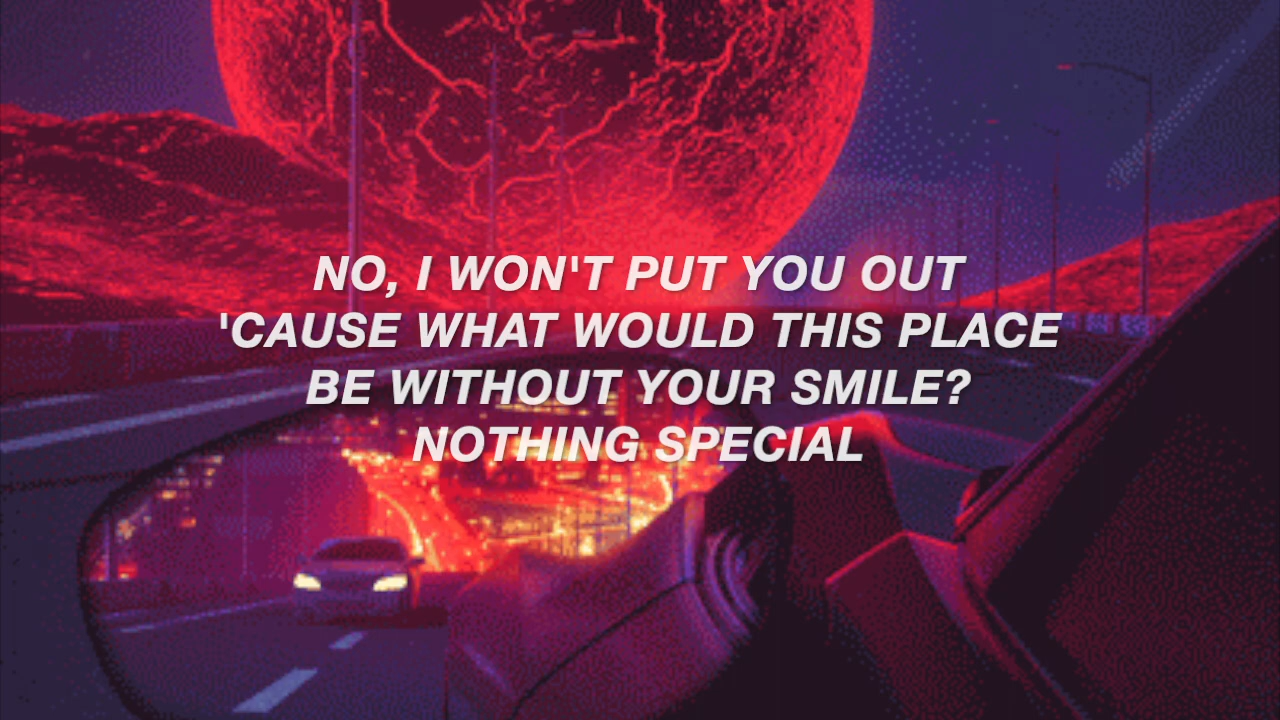 NO, I WON'T PUT YOU OUT
'CAUSE WHAT WOULD THIS PLACE
BE WITHOUT YOUR SMILE?
NOTHING SPECIAL